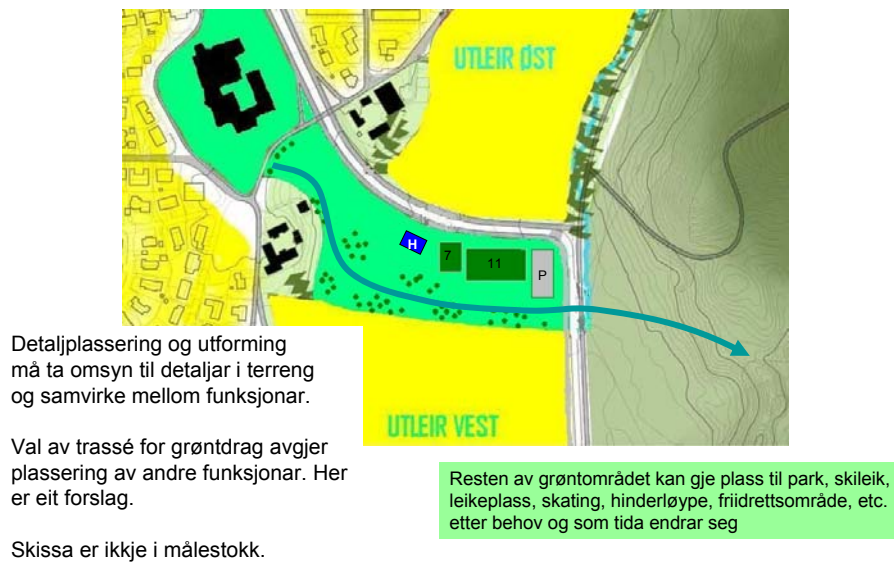 UTLEIR ØST
H
7
11
P
UTLEIR VEST
Detaljplassering og utforming
må ta omsyn til detaljar i terreng
og samvirke mellom funksjonar.
Val av trassé for grøntdrag avgjer
plassering av andre funksjonar. Her
er eit forslag.
Skissa er ikkje i målestokk.
Resten av grøntområdet kan gje plass til park, skileik,
leikeplass, skating, hinderløype, friidrettsområde, etc.
etter behov og som tida endrar seg